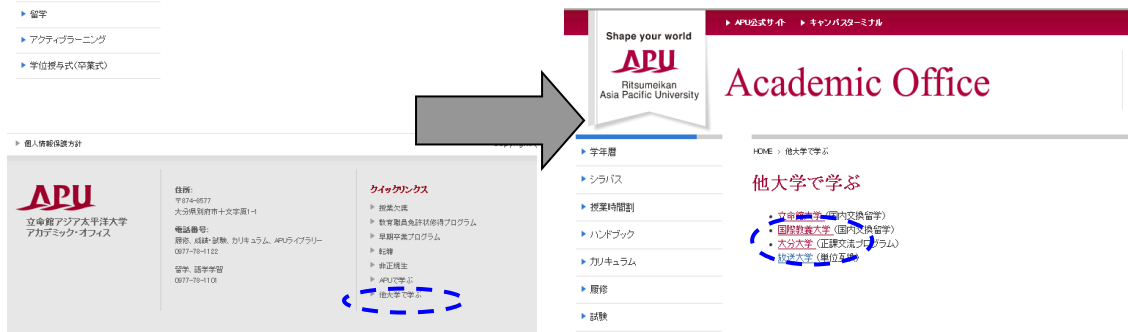 留学
アクティブラーニング
学位授与式(卒業式)
個人情報保護方針
APU
立命館アジア太平洋大学
アカデミック・オフィス
住所:
〒874-8577
大分県別府市十文字原1-1
電話番号:
履修、成績・試験、カリキュラム、APUライブラリー
0977-78-1122
留学、語学学習
0977-78-1101
クイックリンクス
授業欠席
教育職員免許状修得プログラム
早期卒業プログラム
転籍
非正規生
APUで学ぶ
他大学で学ぶ
APU公式サイト
キャンパスターミナル
Shape your world
APU
Ritsumeikan
Asia Pacific University
Academic Office
学年暦
シラバス
授業時間割
ハンドブック
カリキュラム
履修
試験
HOME > 他大学で学ぶ
他大学で学ぶ
立命館大学 (国内交換留学)
国際教養大学 (国内交換留学)
大分大学 (正課交流プログラム)
放送大学 (単位互換)